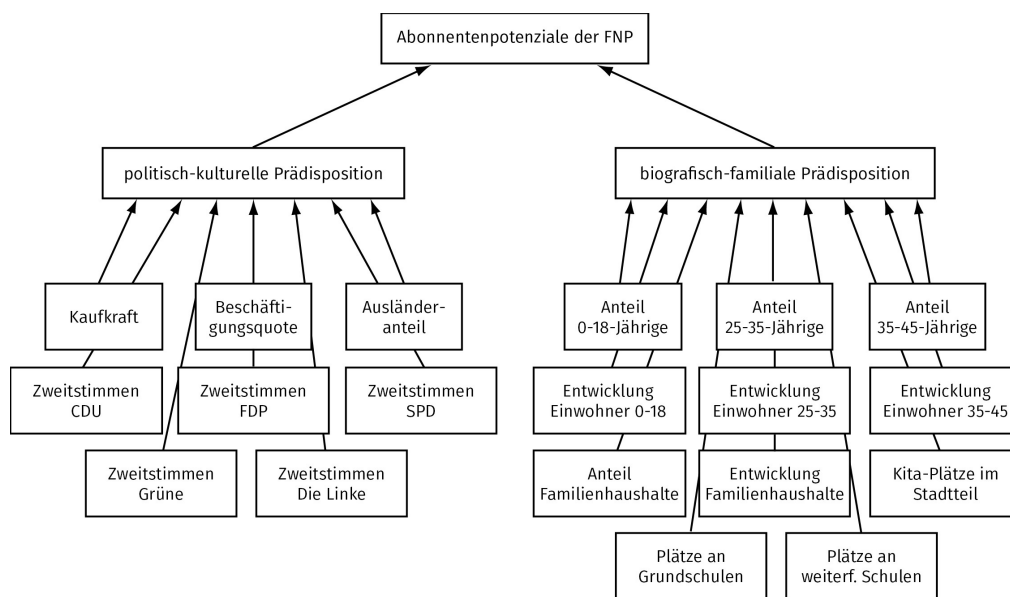 Abonnentenpotenziale der FNP
politisch-kulturelle Prädisposition
biografisch-familiale Prädisposition
Kaufkraft
Beschäfti-
gungsquote
Ausländer-
anteil
Anteil
0-18-Jährige
Anteil
25-35-Jährige
Anteil
35-45-Jährige
Zweitstimmen
CDU
Zweitstimmen
FDP
Zweitstimmen
SPD
Entwicklung
Einwohner 0-18
Entwicklung
Einwohner 25-35
Entwicklung
Einwohner 35-45
Zweitstimmen
Grüne
Zweitstimmen
Die Linke
Anteil
Familienhaushalte
Entwicklung
Familienhaushalte
Kita-Plätze im
Stadtteil
Plätze an
Grundschulen
Plätze an
weiterf. Schulen